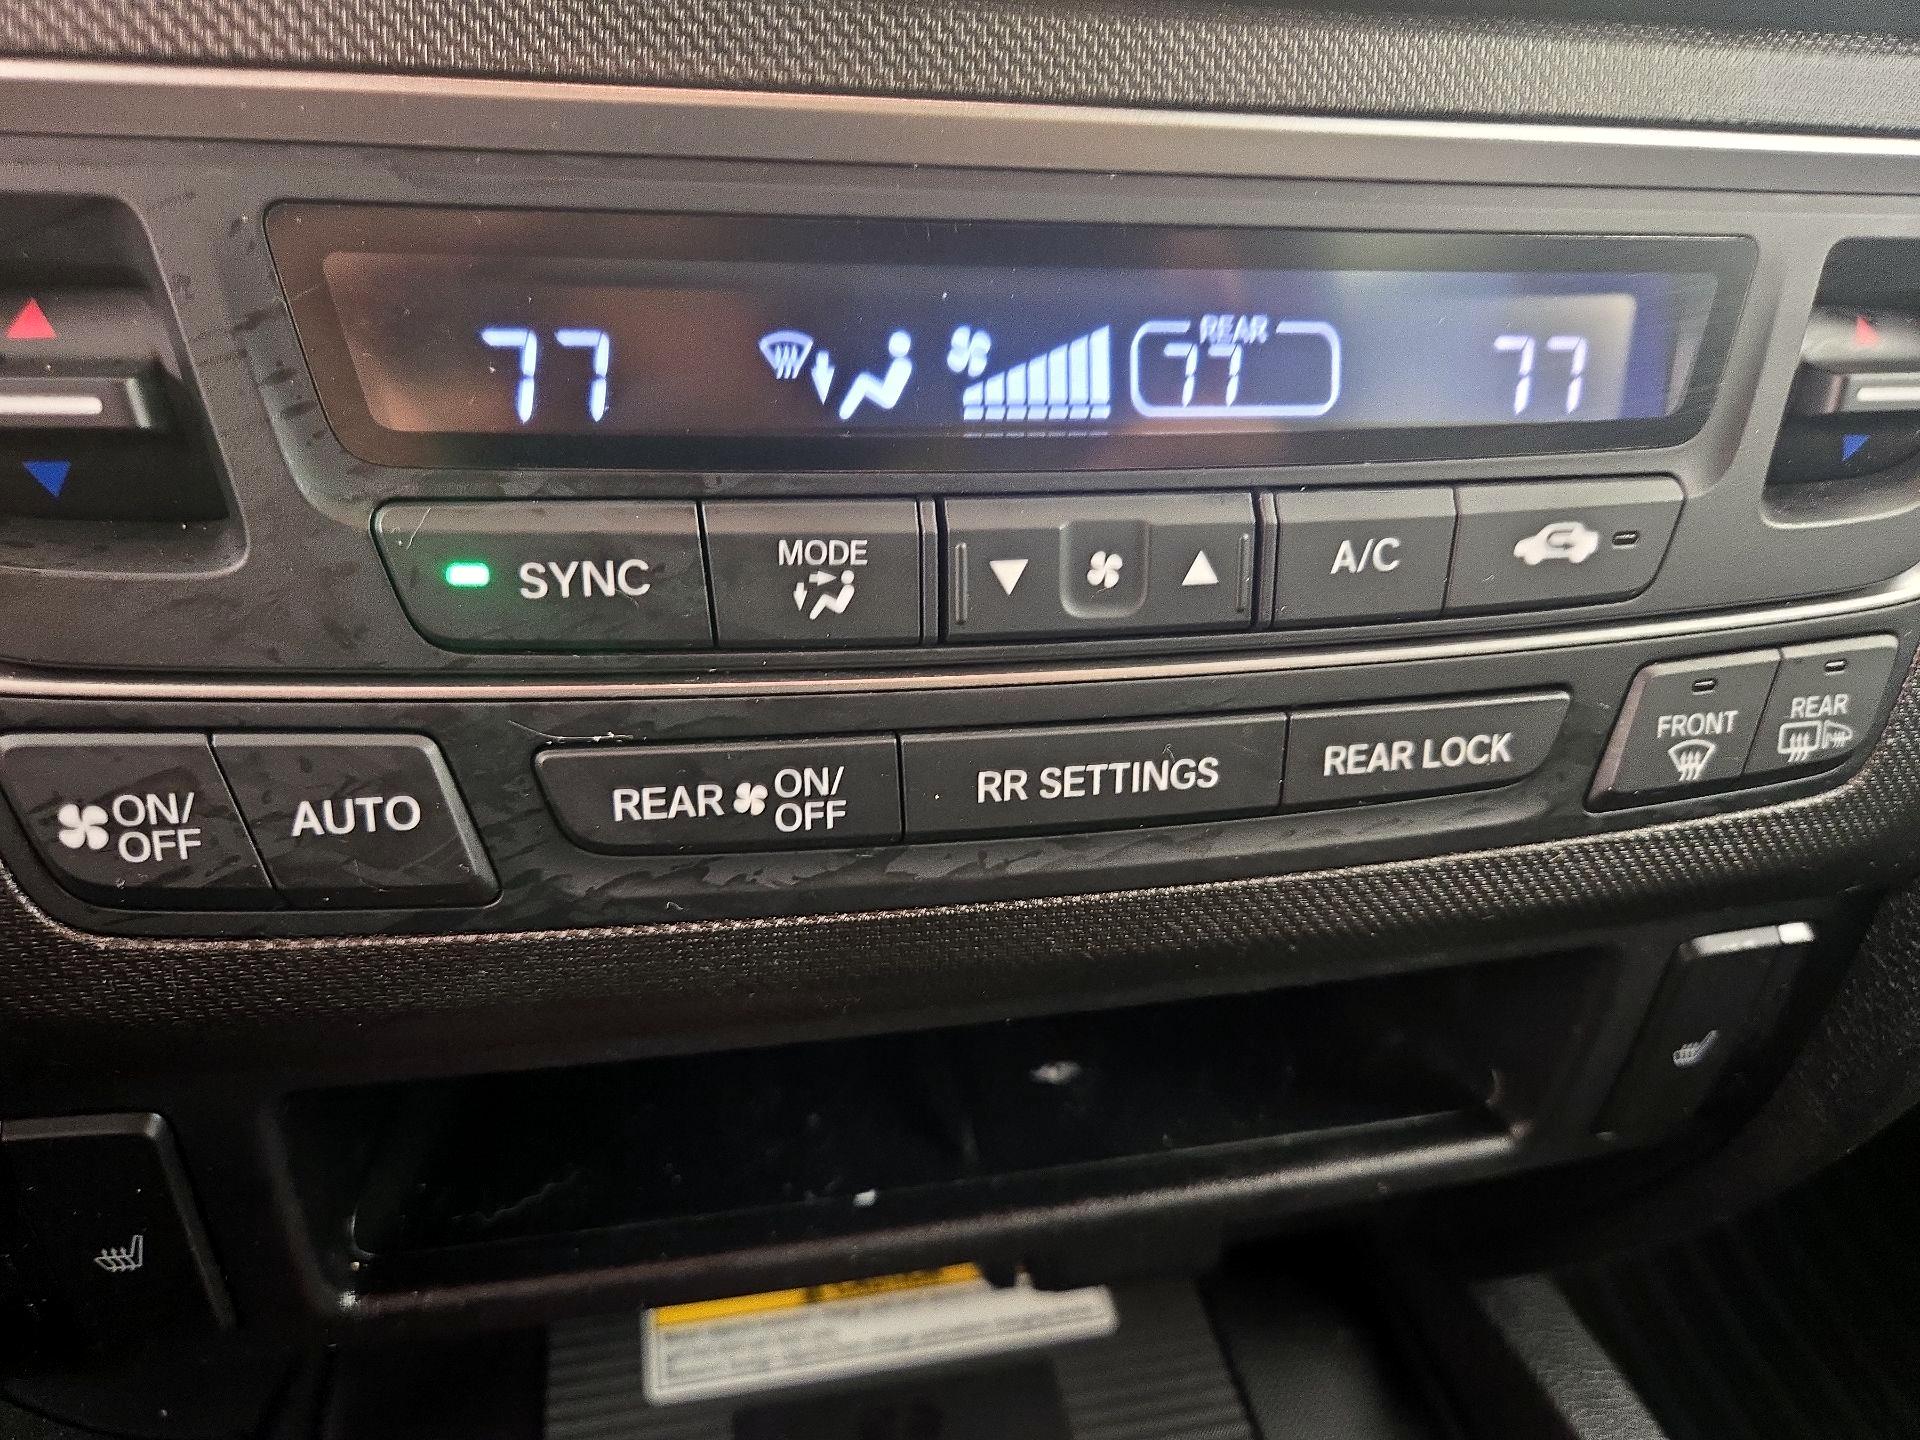 77
REAR
77
77
SYNC
MODE
A/C
ON/
OFF
AUTO
REAR
ON/
OFF
RR SETTINGS
REAR LOCK
FRONT
REAR